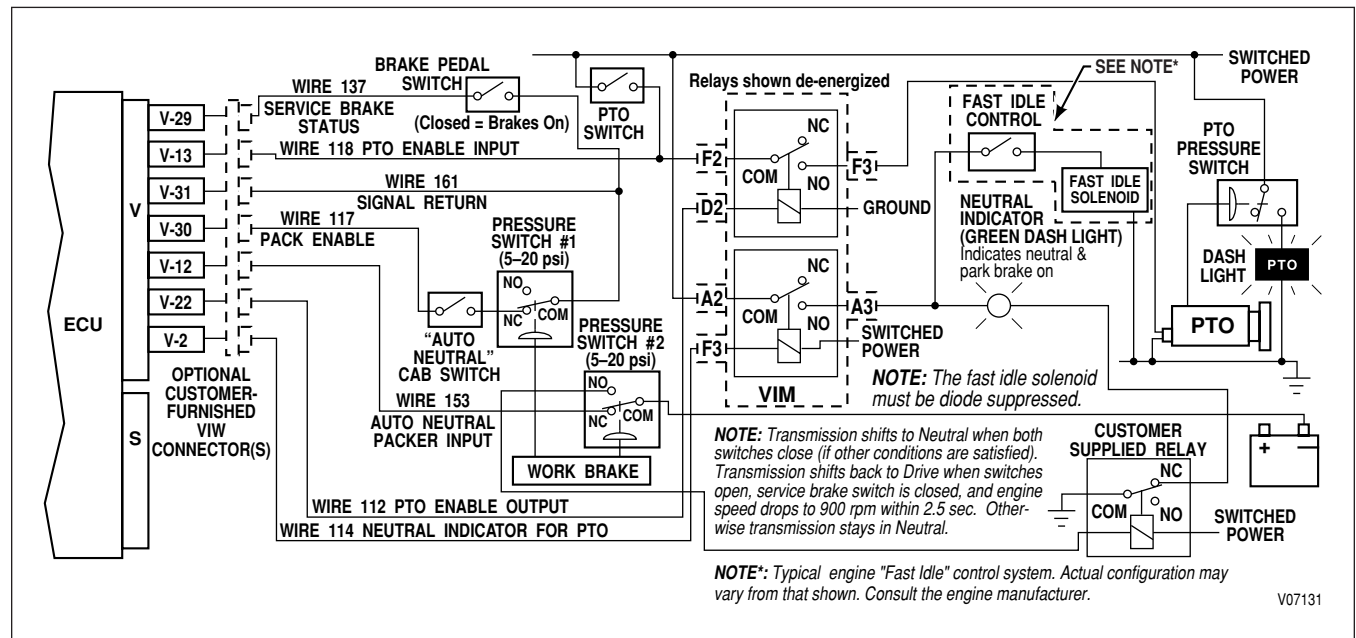 BRAKE PEDAL
SWITCH
WIRE 137
SERVICE BRAKE
STATUS
(Closed = Brakes On)
PTO
SWITCH
Relays shown de-energized
SEE NOTE*
SWITCHED
POWER
FAST IDLE
CONTROL
FAST IDLE
SOLENOID
PTO
PRESSURE
SWITCH
V-29
V-13
V-31
V-30
V-12
V-22
V-2
V
S
ECU
WIRE 118 PTO ENABLE INPUT
WIRE 161
SIGNAL RETURN
WIRE 117
PACK ENABLE
PRESSURE
SWITCH #1
(5–20 psi)
NO
NC
COM
"AUTO
NEUTRAL"
CAB SWITCH
PRESSURE
SWITCH #2
(5–20 psi)
NO
NC
COM
WIRE 153
AUTO NEUTRAL
PACKER INPUT
WORK BRAKE
OPTIONAL
CUSTOMER-
FURNISHED
VIW
CONNECTOR(S)
WIRE 112 PTO ENABLE OUTPUT
WIRE 114 NEUTRAL INDICATOR FOR PTO
F2
NC
COM
NO
F3
D2
GROUND
A2
NC
COM
NO
A3
F3
SWITCHED
POWER
VIM
NEUTRAL
INDICATOR
(GREEN DASH LIGHT)
Indicates neutral &
park brake on
DASH
LIGHT
PTO
PTO
NOTE: The fast idle solenoid
must be diode suppressed.
NOTE: Transmission shifts to Neutral when both
switches close (if other conditions are satisfied).
Transmission shifts back to Drive when switches
open, service brake switch is closed, and engine
speed drops to 900 rpm within 2.5 sec. Other-
wise transmission stays in Neutral.
CUSTOMER
SUPPLIED RELAY
NC
COM
NO
SWITCHED
POWER
+ –
NOTE*: Typical engine "Fast Idle" control system. Actual configuration may
vary from that shown. Consult the engine manufacturer.
V07131